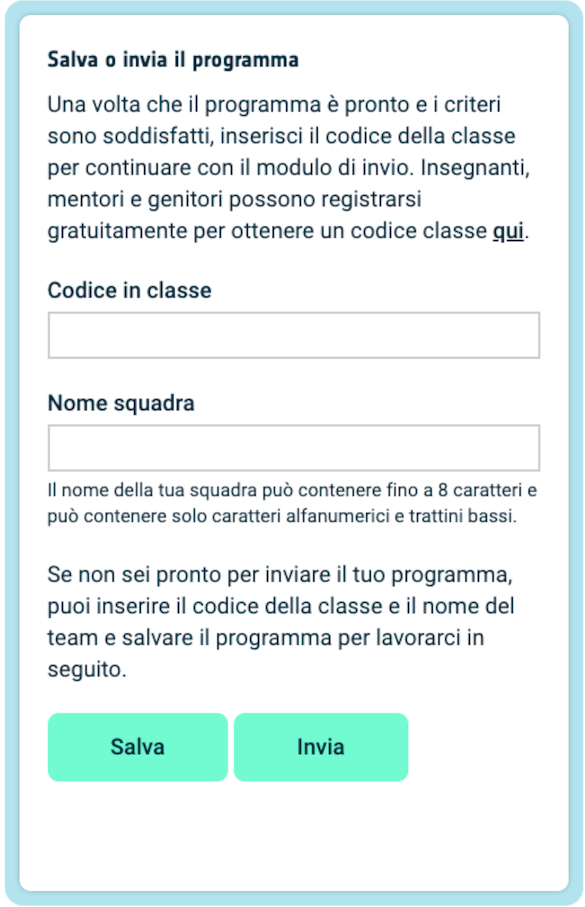 Salva o invia il programma
Una volta che il programma è pronto e i criteri
sono soddisfatti, inserisci il codice della classe
per continuare con il modulo di invio. Insegnanti,
mentori e genitori possono registrarsi
gratuitamente per ottenere un codice classe qui.
Codice in classe
Nome squadra
Il nome della tua squadra può contenere fino a 8 caratteri e
può contenere solo caratteri alfanumerici e trattini bassi.
Se non sei pronto per inviare il tuo programma,
puoi inserire il codice della classe e il nome del
team e salvare il programma per lavorarci in
seguito.
Salva
Invia